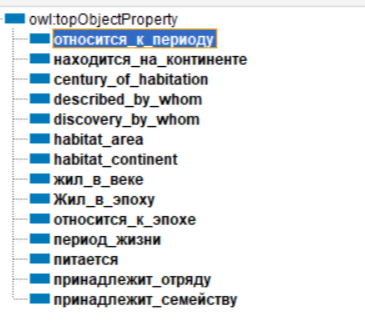 owl:topObjectProperty
относится_к_периоду
находится_на_континенте
century_of_habitation
described_by_whom
discovery_by_whom
habitat_area
habitat_continent
жил_в_веке
Жил_в_эпоху
относится_к_эпохе
период_жизни
питается
принадлежит_отряду
принадлежит_семейству